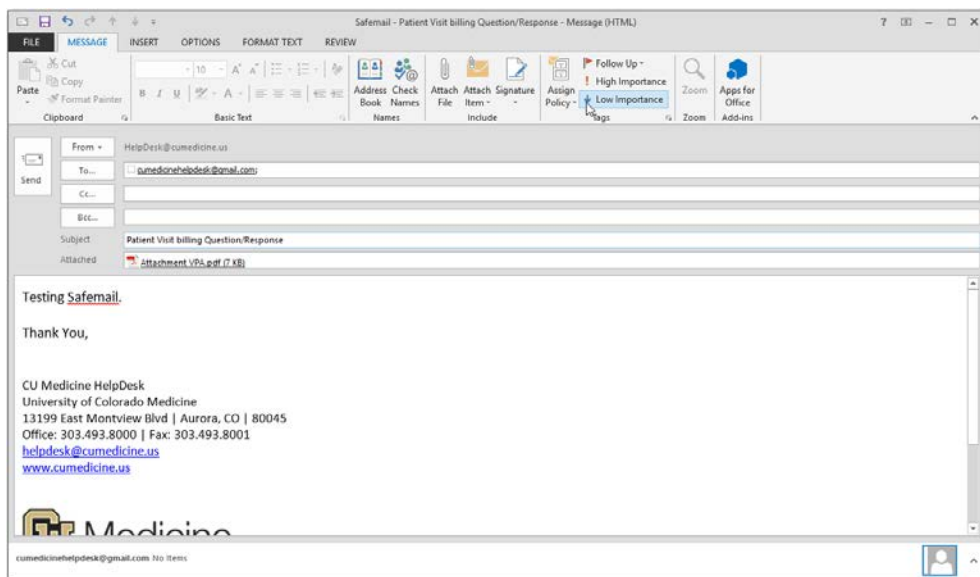 Safemail - Patient Visit billing Question/Response - Message (HTML)
FILE MESSAGE INSERT OPTIONS FORMAT TEXT REVIEW
Paste
Cut
Copy
Format Painter
Clipboard
10
B I U
Basic Text
Address Book
Check Names
Names
Attach File
Attach Item
Signature
Include
Assign Policy
Follow Up
High Importance
Low Importance
Tags
Zoom
Zoom
Apps for Office
Add-ins
Send
From HelpDesk@cumedicine.us
To... cumedicinehelpdesk@gmail.com;
Cc...
Bcc...
Subject Patient Visit billing Question/Response
Attached Attachment VPA.pdf (7 KB)
Testing Safemail.
Thank You,
CU Medicine HelpDesk
University of Colorado Medicine
13199 East Montview Blvd | Aurora, CO | 80045
Office: 303.493.8000 | Fax: 303.493.8001
helpdesk@cumedicine.us
www.cumedicine.us
CU Medicine
cumedicinehelpdesk@gmail.com No Items